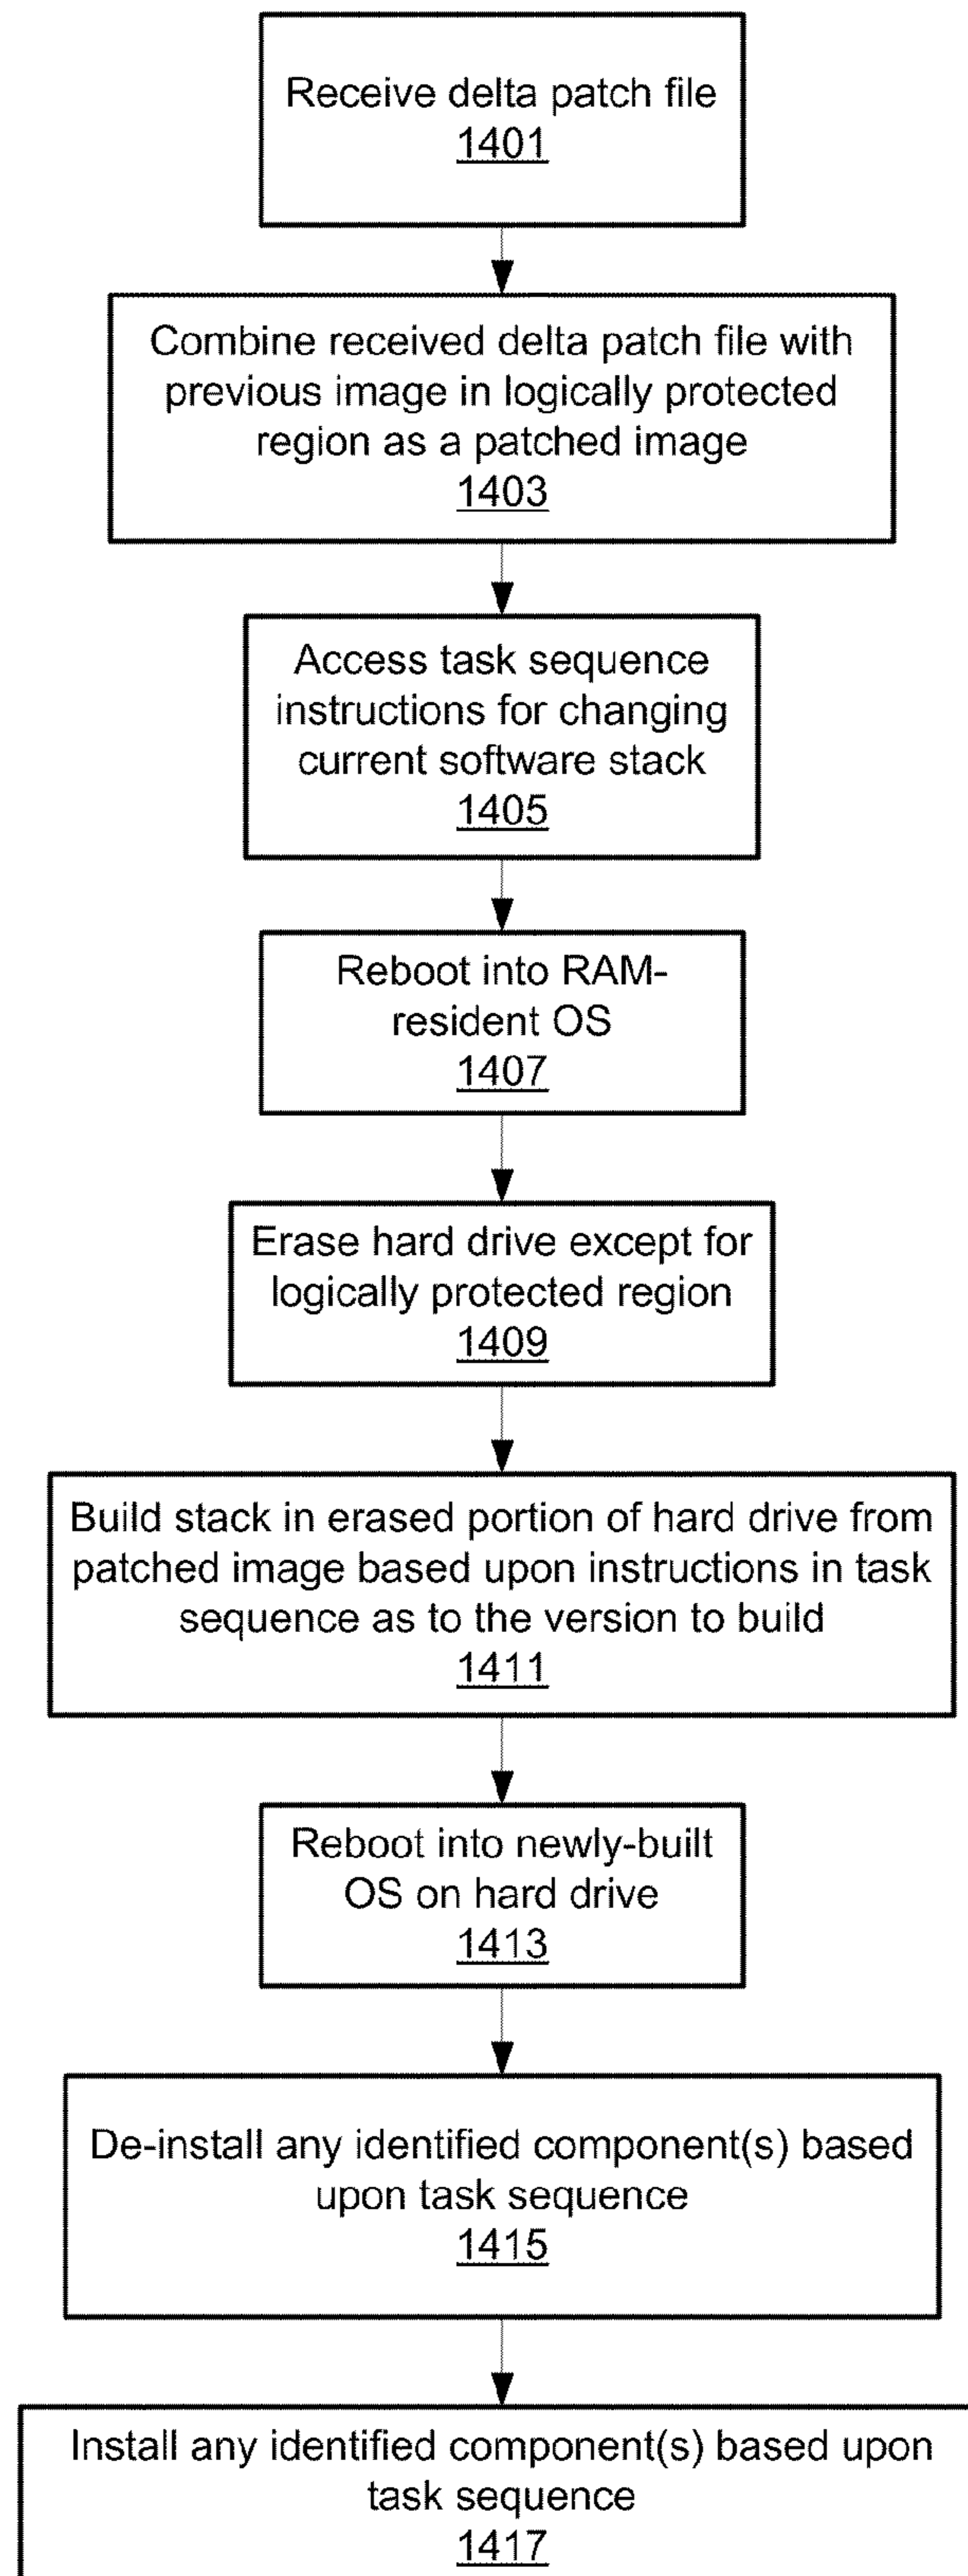 Receive delta patch file
1401
Combine received delta patch file with
previous image in logically protected
region as a patched image
1403
Access task sequence
instructions for changing
current software stack
1405
Reboot into RAM-
resident OS
1407
Erase hard drive except for
logically protected region
1409
Build stack in erased portion of hard drive from
patched image based upon instructions in task
sequence as to the version to build
1411
Reboot into newly-built
OS on hard drive
1413
De-install any identified component(s) based
upon task sequence
1415
Install any identified component(s) based upon
task sequence
1417